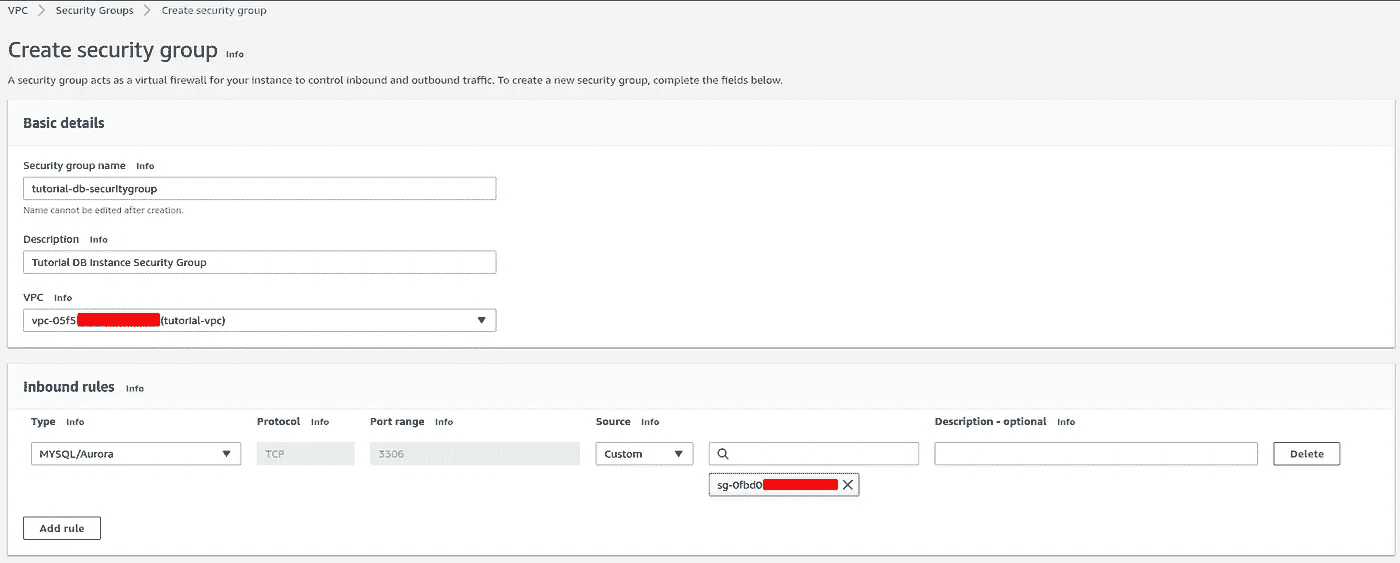 VPC > Security Groups > Create security group
Create security group Info
A security group acts as a virtual firewall for your instance to control inbound and outbound traffic. To create a new security group, complete the fields below.
Basic details
Security group name Info
tutorial-db-securitygroup
Name cannot be edited after creation.
Description Info
Tutorial DB Instance Security Group
VPC Info
vpc-05f5 (tutorial-vpc)
Inbound rules Info
Type Info Protocol Info Port range Info Source Info Description - optional Info
MYSQL/Aurora TCP 3306 Custom Delete
sg-0fbd0
Add rule